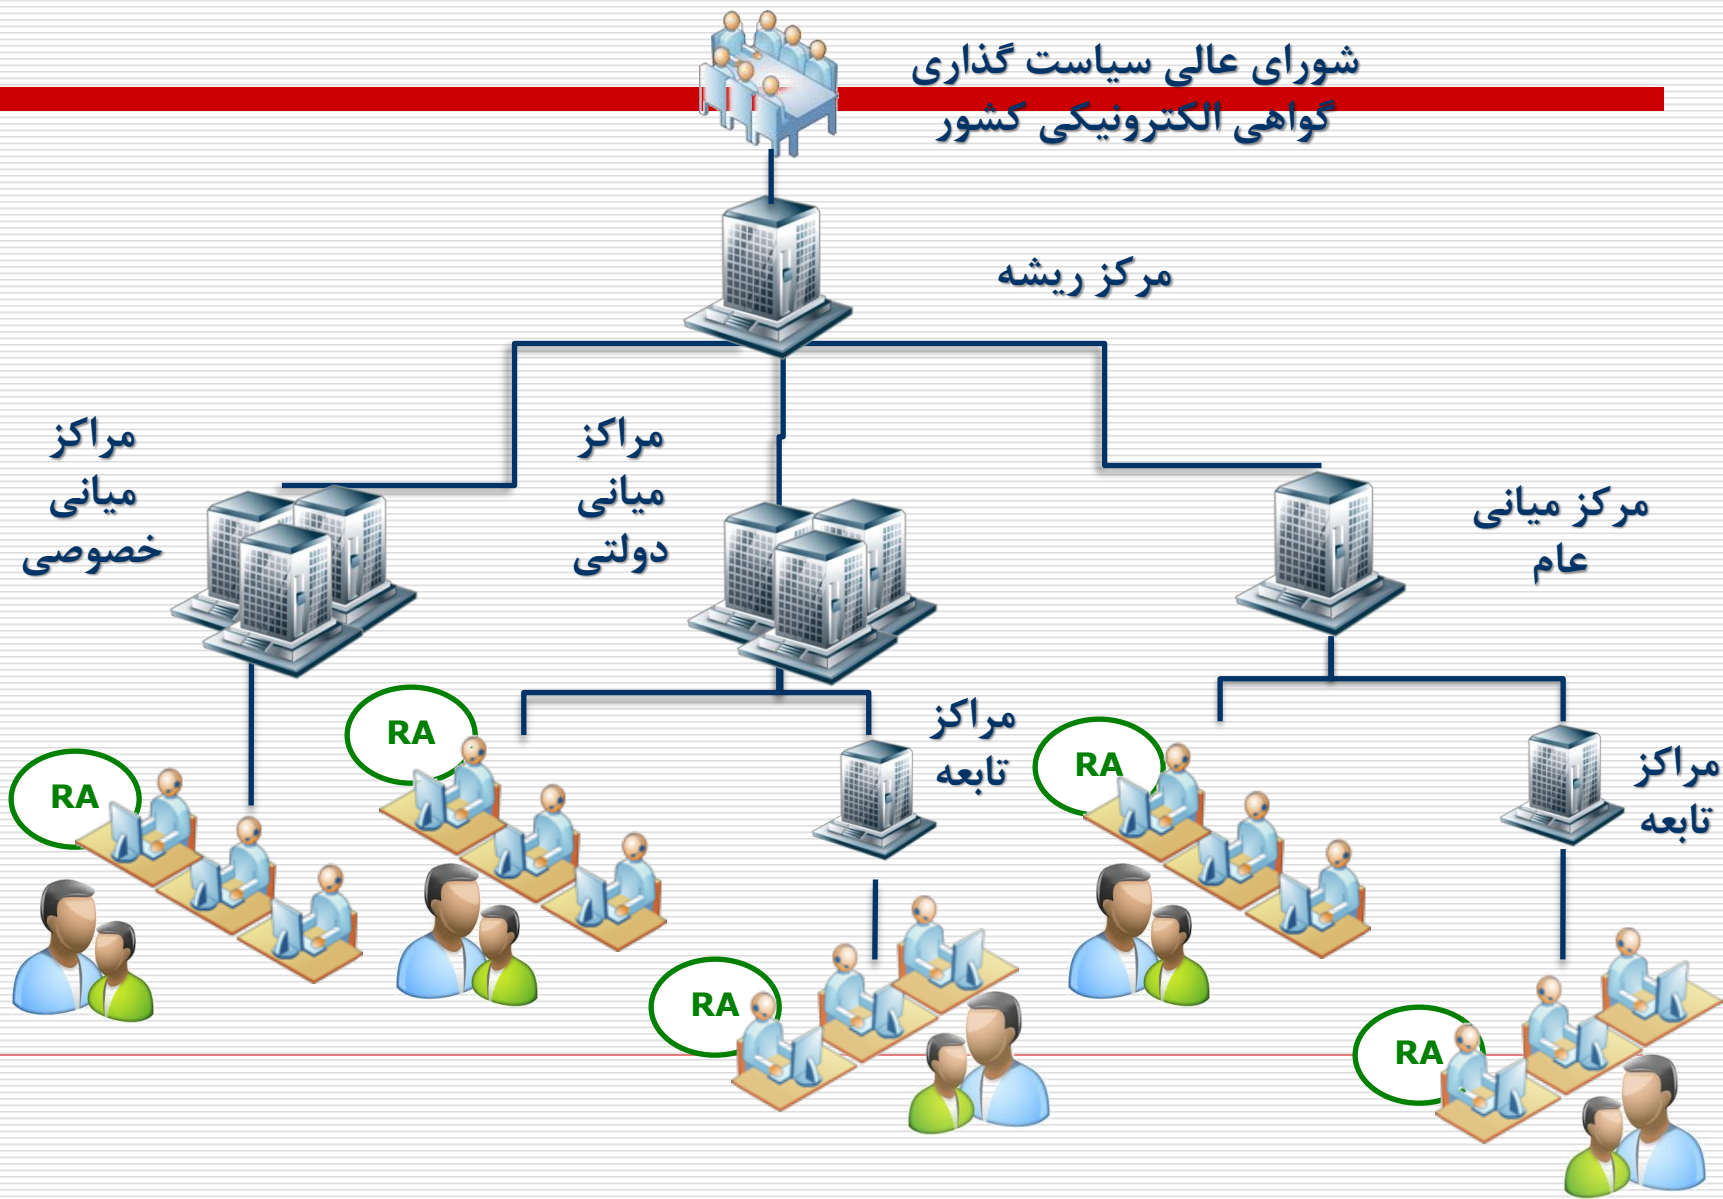 شورای عالی سیاست گذاری
گواهی الکترونیکی کشور
مرکز ریشه
مرکز میانی
عام
مراکز
میانی
دولتی
مراکز
میانی
خصوصی
مراکز
تابعه
مراکز
تابعه
RA
RA
RA
RA
RA